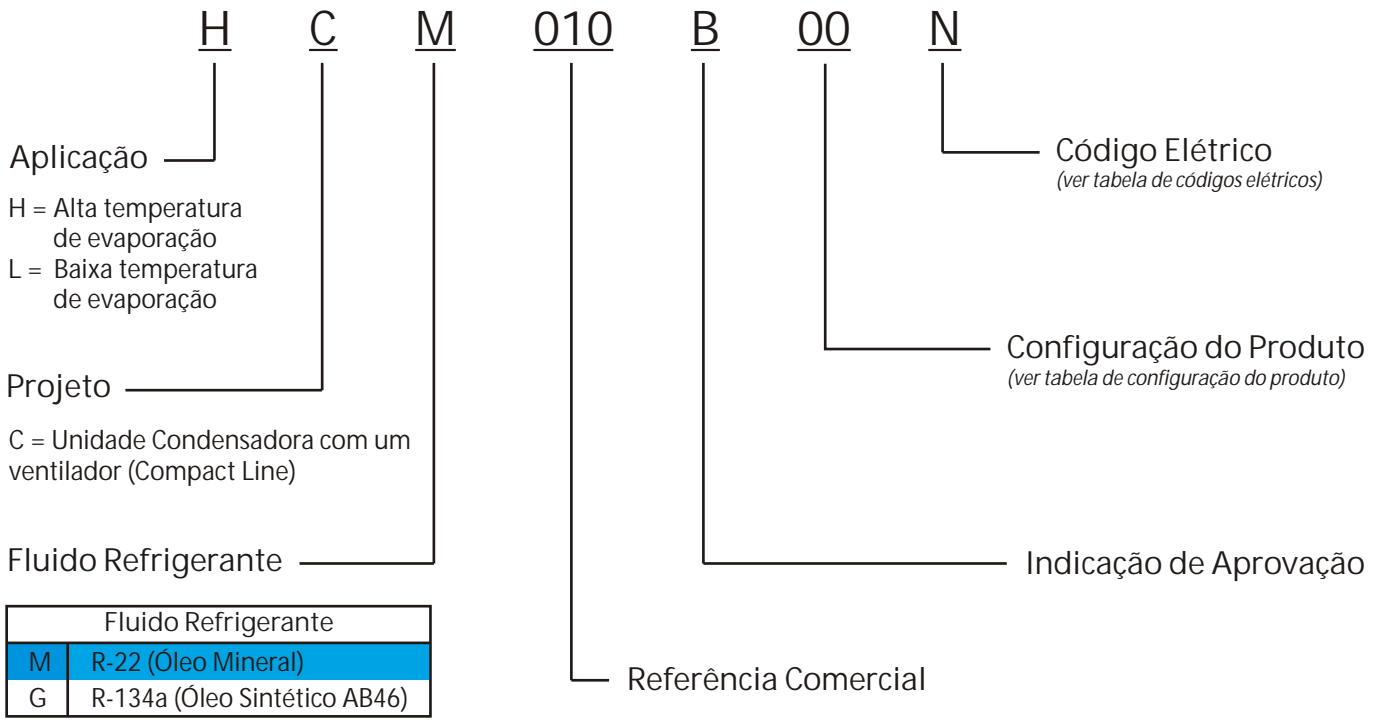 H C M 010 B 00 N
Aplicação
H = Alta temperatura
de evaporação
L = Baixa temperatura
de evaporação
Projeto
C = Unidade Condensadora com um
ventilador (Compact Line)
Fluido Refrigerante
Fluido Refrigerante
M R-22 (Óleo Mineral)
G R-134a (Óleo Sintético AB46)
Referência Comercial
Código Elétrico
(ver tabela de códigos elétricos)
Configuração do Produto
(ver tabela de configuração do produto)
Indicação de Aprovação